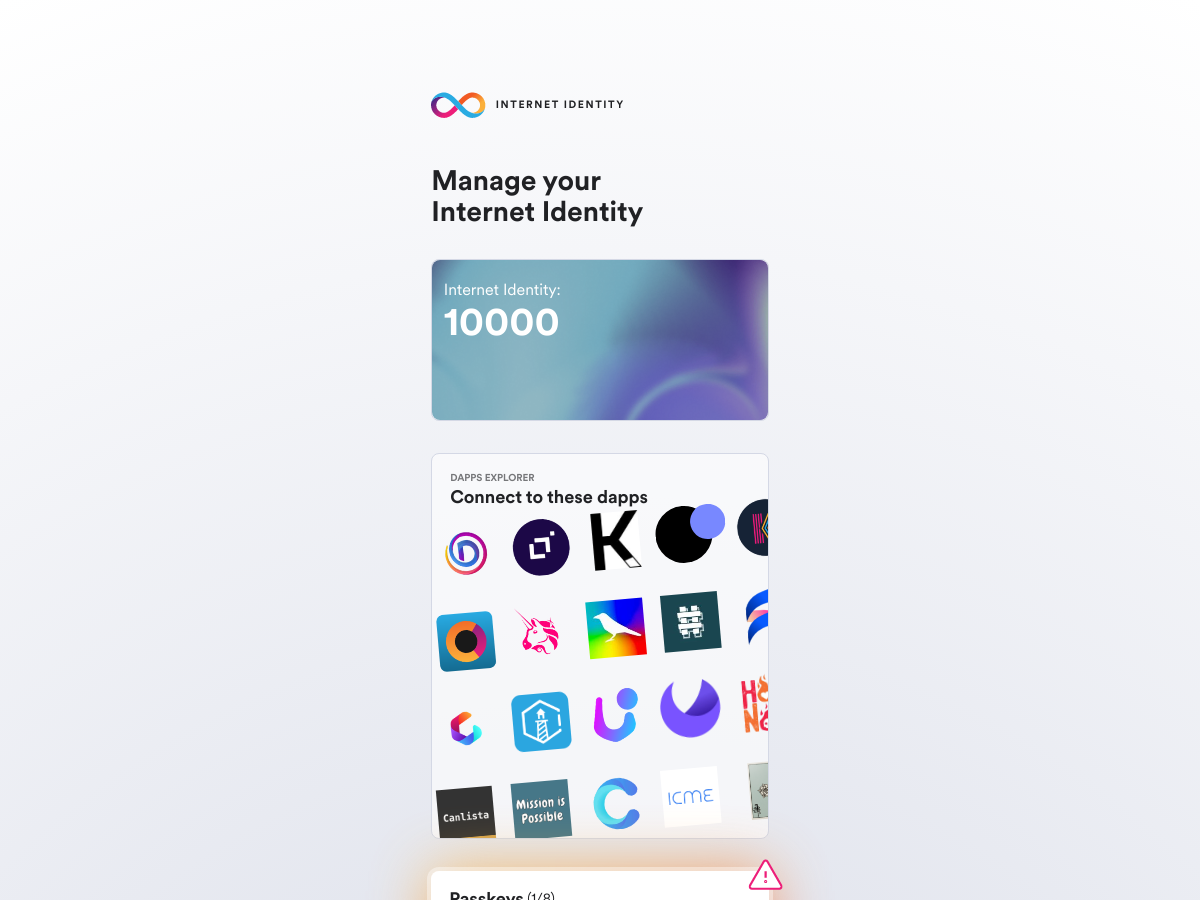 INTERNET IDENTITY
Manage your
Internet Identity
Internet Identity:
10000
DAPPS EXPLORER
Connect to these dapps
K
Canlista
Mission is
Possible
ICME
Passkeys (1/8)